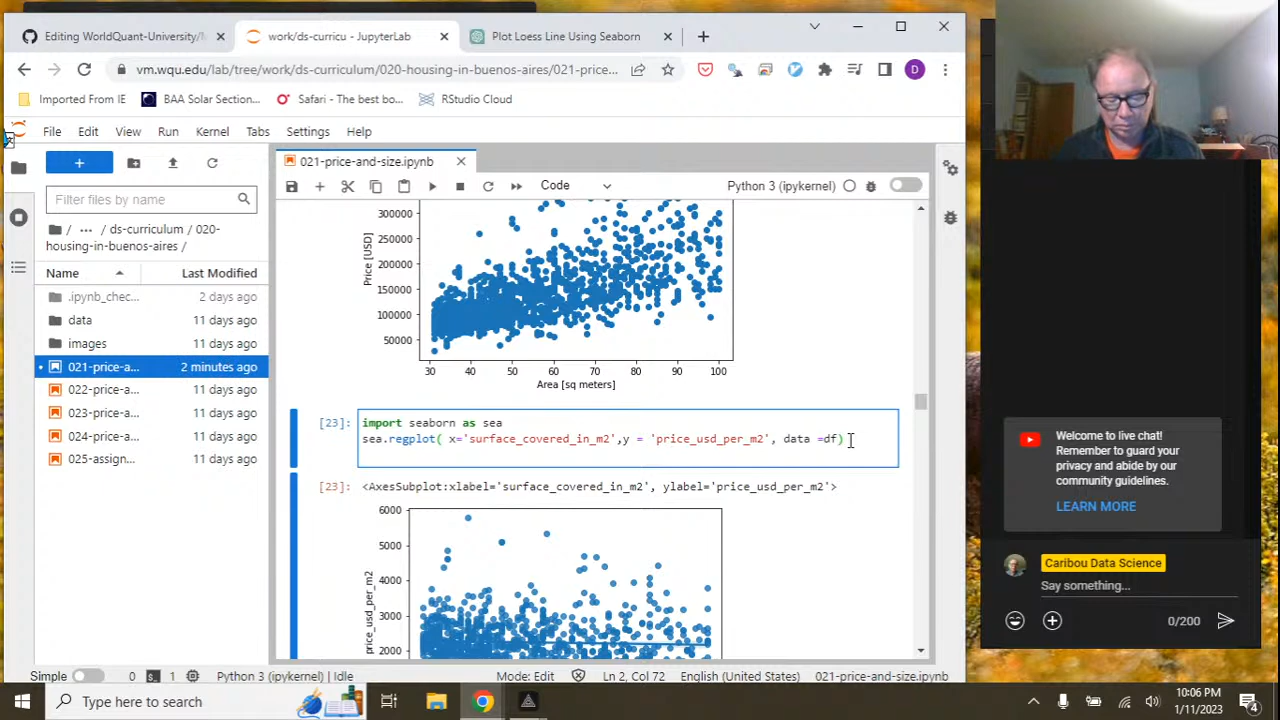 Editing WorldQuant-University/
work/ds-curricu - JupyterLab
Plot Loess Line Using Seaborn
vm.wqu.edu/lab/tree/work/ds-curriculum/020-housing-in-buenos-aires/021-price...
D
Imported From IE
BAA Solar Section...
Safari - The best bo...
RStudio Cloud
File
Edit
View
Run
Kernel
Tabs
Settings
Help
021-price-and-size.ipynb
Code
Python 3 (ipykernel)
Filter files by name
/ ... / ds-curriculum / 020-
housing-in-buenos-aires /
Name
Last Modified
.ipynb_chec... 2 days ago
data 11 days ago
images 11 days ago
021-price-a... 2 minutes ago
022-price-a... 11 days ago
023-price-a... 11 days ago
024-price-a... 11 days ago
025-assign... 11 days ago
Price [USD]
300000
250000
200000
150000
100000
50000
30 40 50 60 70 80 90 100
Area [sq meters]
[23]: import seaborn as sea
sea.regplot( x='surface_covered_in_m2',y = 'price_usd_per_m2', data =df)
[23]: <AxesSubplot:xlabel='surface_covered_in_m2', ylabel='price_usd_per_m2'>
price_usd_per_m2
6000
5000
4000
3000
2000
Simple
0
1
Python 3 (ipykernel) | Idle
Mode: Edit
Ln 2, Col 72
English (United States)
021-price-and-size.ipynb
Welcome to live chat!
Remember to guard your
privacy and abide by our
community guidelines.
LEARN MORE
Caribou Data Science
Say something...
0/200
Type here to search
10:06 PM
1/11/2023
4